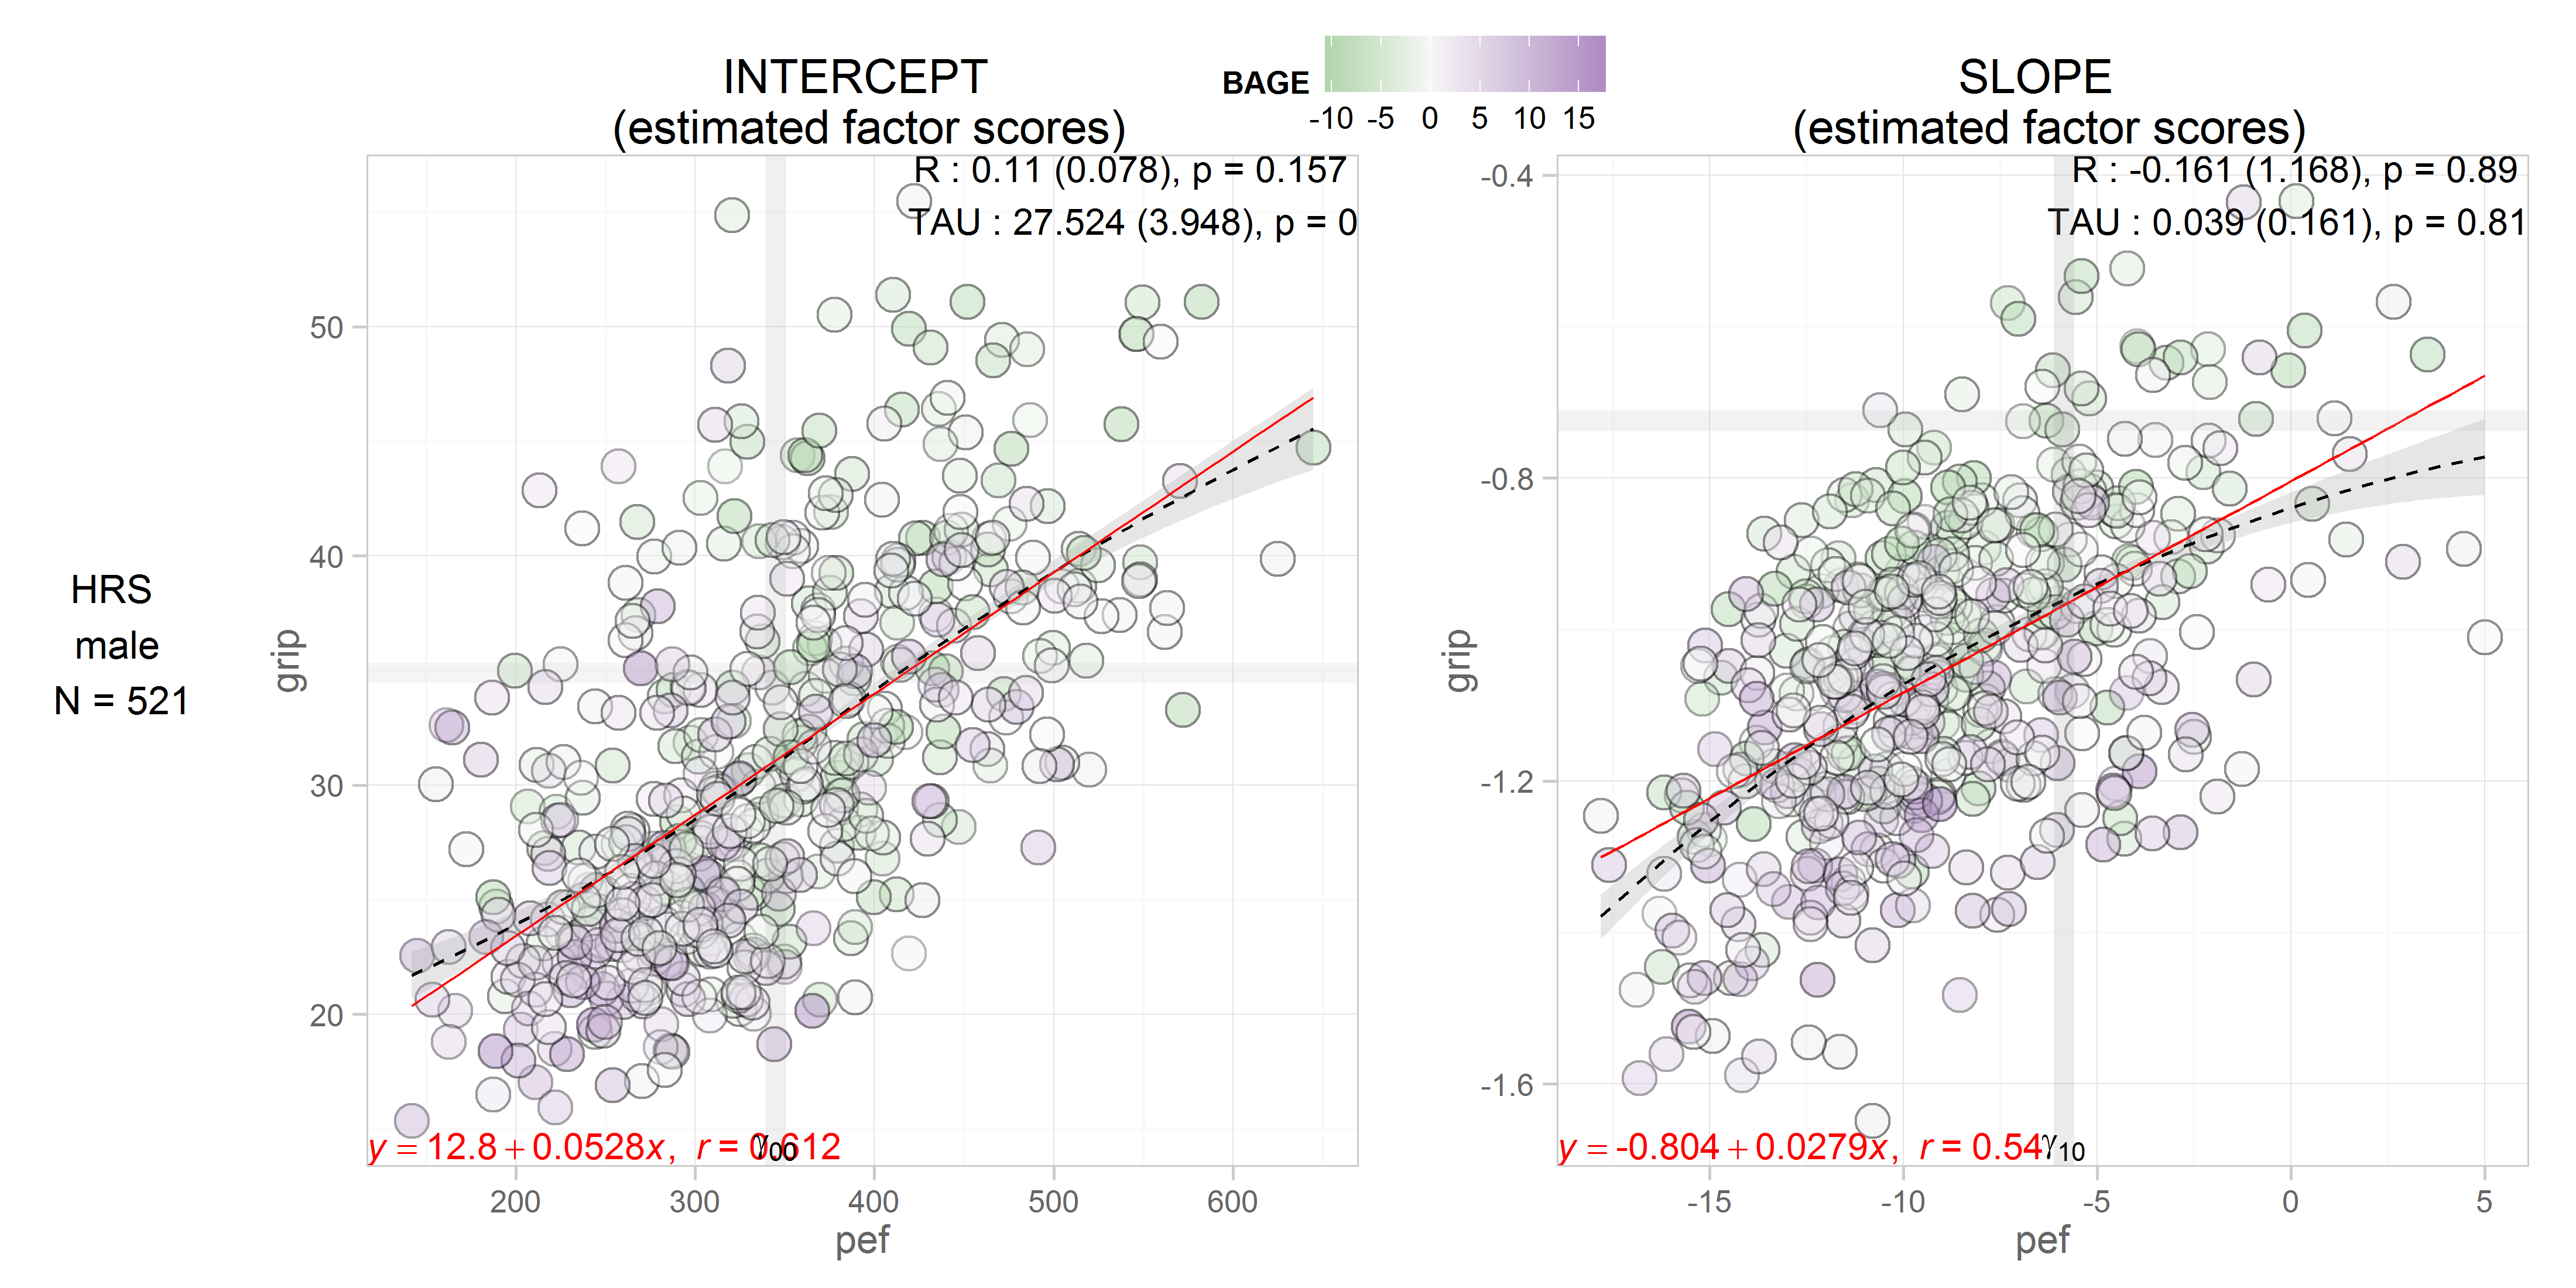 INTERCEPT
(estimated factor scores)
BAGE
-10 -5 0 5 10 15
SLOPE
(estimated factor scores)
HRS
male
N = 521
R : 0.11 (0.078), p = 0.157
TAU : 27.524 (3.948), p = 0
grip
50
40
30
20
y = 12.8 + 0.0528x, r = 0.612
γ00
200 300 400 500 600
pef
R : -0.161 (1.168), p = 0.89
TAU : 0.039 (0.161), p = 0.81
grip
-0.4
-0.8
-1.2
-1.6
y = -0.804 + 0.0279x, r = 0.54
γ10
-15 -10 -5 0 5
pef